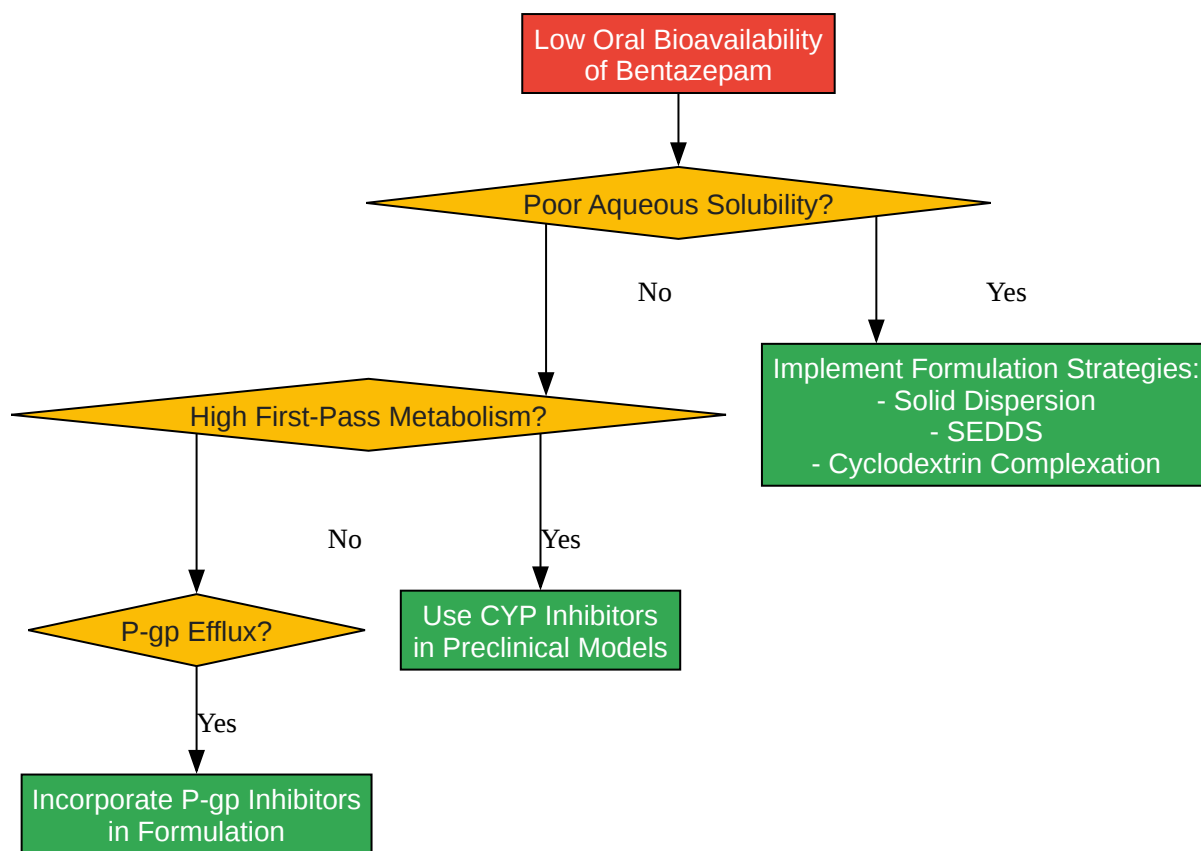 Low Oral Bioavailability
of Bentazepam
Poor Aqueous Solubility?
No
Yes
Implement Formulation Strategies:
- Solid Dispersion
- SEDDS
- Cyclodextrin Complexation
High First-Pass Metabolism?
No
Yes
Use CYP Inhibitors
in Preclinical Models
P-gp Efflux?
Yes
Incorporate P-gp Inhibitors
in Formulation